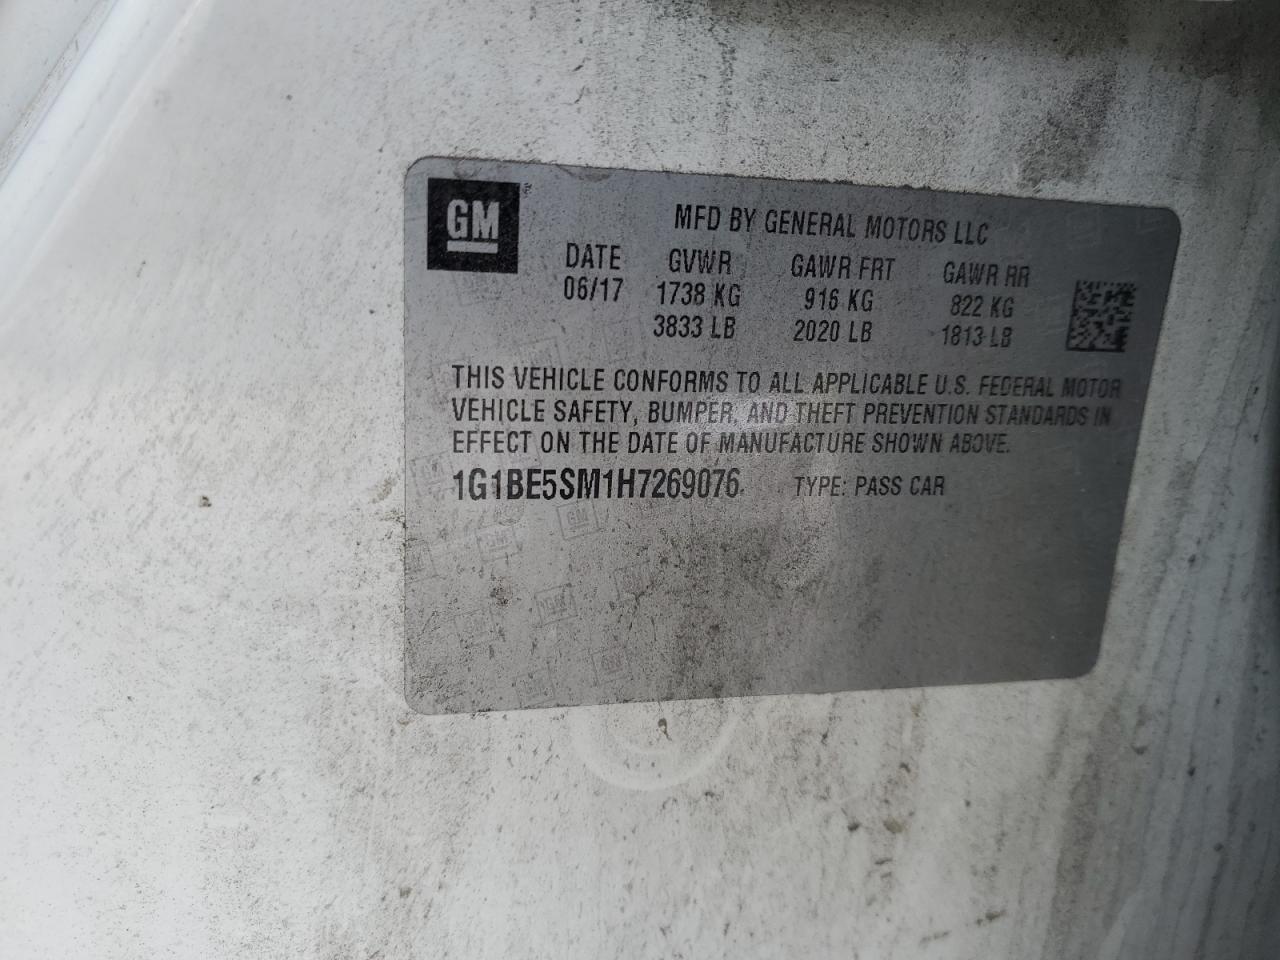 GM
MFD BY GENERAL MOTORS LLC
DATE GVWR GAWR FRT GAWR RR
06/17 1738 KG 916 KG 822 KG
3833 LB 2020 LB 1813 LB
THIS VEHICLE CONFORMS TO ALL APPLICABLE U.S. FEDERAL MOTOR
VEHICLE SAFETY, BUMPER, AND THEFT PREVENTION STANDARDS IN
EFFECT ON THE DATE OF MANUFACTURE SHOWN ABOVE.
1G1BE5SM1H7269076 TYPE: PASS CAR